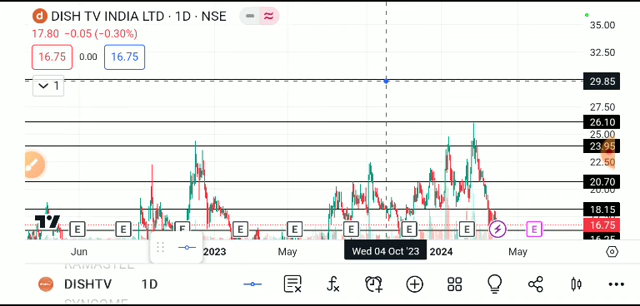 DISH TV INDIA LTD · 1D · NSE
17.80 −0.05 (−0.30%)
16.75 0.00 16.75
1
35.00
32.50
29.85
27.50
26.10
25.00
23.95
22.50
20.70
20.00
18.15
16.75
E E E E E E E E E
Jun 2023 May Wed 04 Oct '23 2024 May
DISHTV 1D